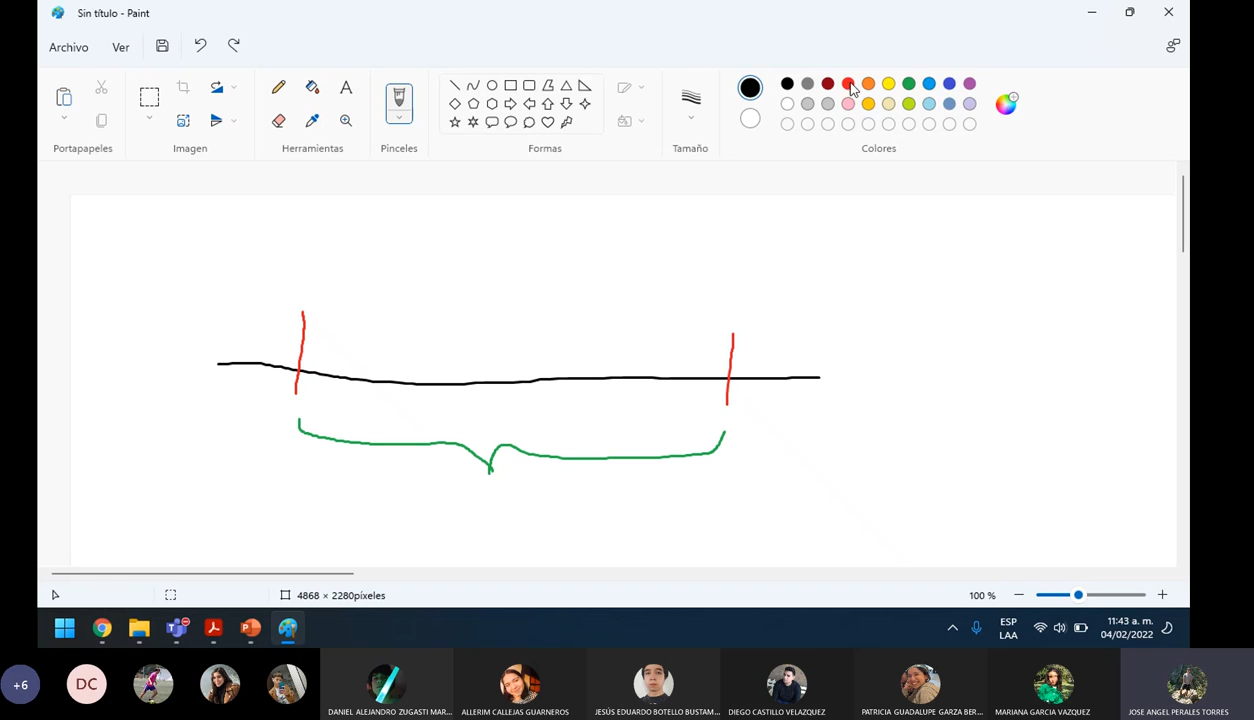 Sin título - Paint
Archivo Ver
Portapapeles Imagen Herramientas Pinceles Formas Tamaño Colores
4868 × 2280píxeles
100 %
ESP
LAA
11:43 a. m.
04/02/2022
+6 DC
DANIEL ALEJANDRO ZUGASTI MAR... ALLERIM CALLEJAS GUARNEROS JESÚS EDUARDO BOTELLO BUSTAM... DIEGO CASTILLO VELAZQUEZ PATRICIA GUADALUPE GARZA BER... MARIANA GARCIA VAZQUEZ JOSE ANGEL PERALES TORRES